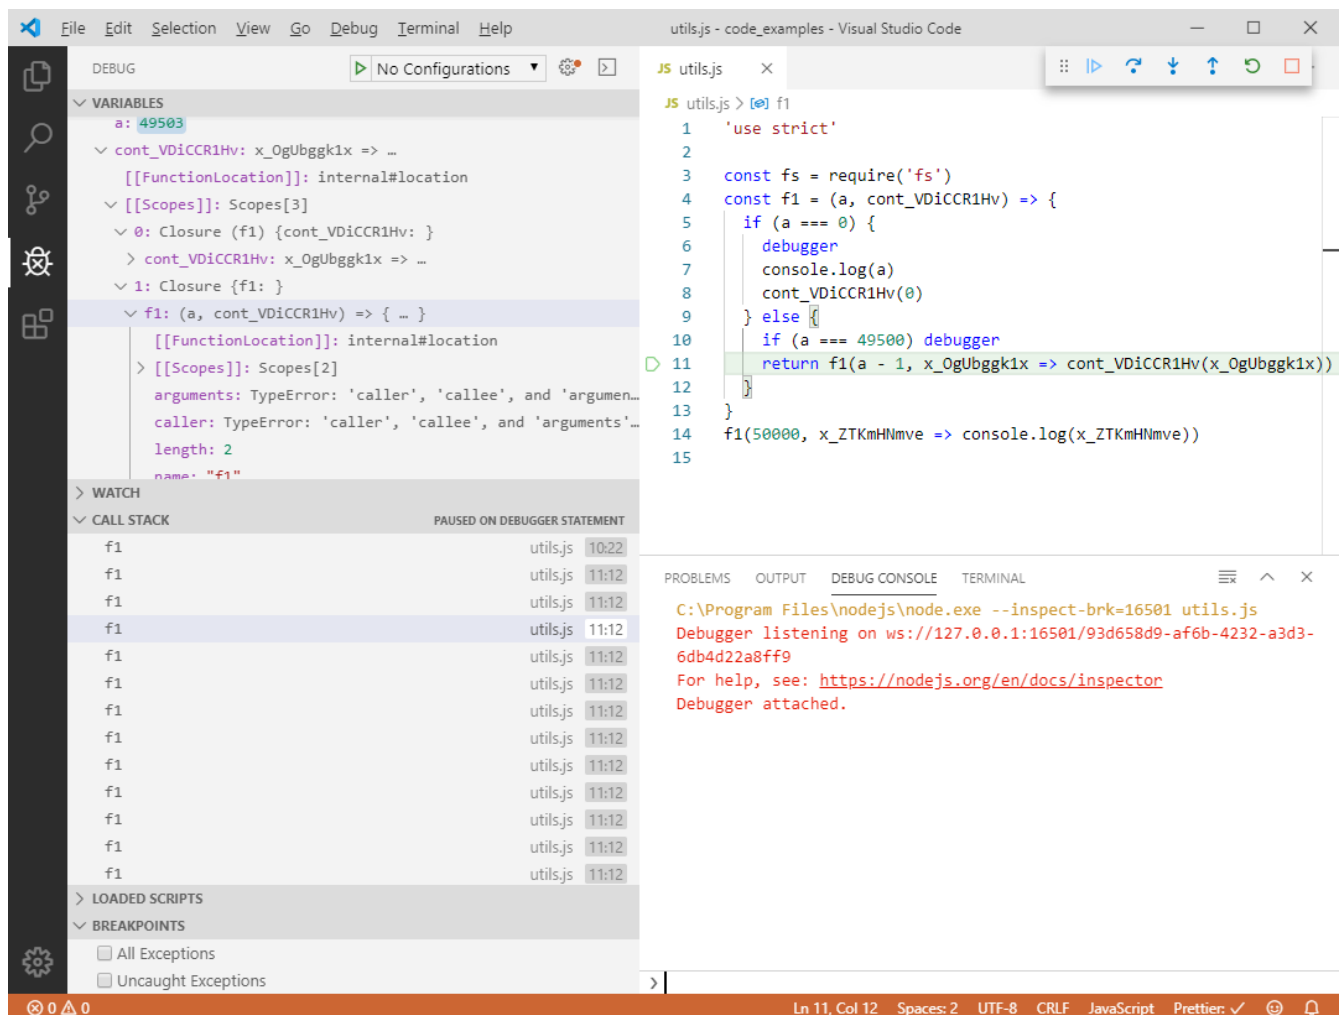 File Edit Selection View Go Debug Terminal Help
utils.js - code_examples - Visual Studio Code
DEBUG
No Configurations
VARIABLES
a: 49503
cont_VDiCCR1Hv: x_OgUbggk1x => …
[[FunctionLocation]]: internal#location
[[Scopes]]: Scopes[3]
0: Closure (f1) {cont_VDiCCR1Hv: }
cont_VDiCCR1Hv: x_OgUbggk1x => …
1: Closure {f1: }
f1: (a, cont_VDiCCR1Hv) => { … }
[[FunctionLocation]]: internal#location
[[Scopes]]: Scopes[2]
arguments: TypeError: 'caller', 'callee', and 'argumen…
caller: TypeError: 'caller', 'callee', and 'arguments'…
length: 2
name: "f1"
WATCH
CALL STACK PAUSED ON DEBUGGER STATEMENT
f1 utils.js 10:22
f1 utils.js 11:12
f1 utils.js 11:12
f1 utils.js 11:12
f1 utils.js 11:12
f1 utils.js 11:12
f1 utils.js 11:12
f1 utils.js 11:12
f1 utils.js 11:12
f1 utils.js 11:12
f1 utils.js 11:12
f1 utils.js 11:12
f1 utils.js 11:12
LOADED SCRIPTS
BREAKPOINTS
All Exceptions
Uncaught Exceptions
JS utils.js
JS utils.js > f1
1 'use strict'
2
3 const fs = require('fs')
4 const f1 = (a, cont_VDiCCR1Hv) => {
5 if (a === 0) {
6 debugger
7 console.log(a)
8 cont_VDiCCR1Hv(0)
9 } else {
10 if (a === 49500) debugger
11 return f1(a - 1, x_OgUbggk1x => cont_VDiCCR1Hv(x_OgUbggk1x))
12 }
13 }
14 f1(50000, x_ZTKmHNmve => console.log(x_ZTKmHNmve))
15
PROBLEMS OUTPUT DEBUG CONSOLE TERMINAL
C:\Program Files\nodejs\node.exe --inspect-brk=16501 utils.js
Debugger listening on ws://127.0.0.1:16501/93d658d9-af6b-4232-a3d3-
6db4d22a8ff9
For help, see: https://nodejs.org/en/docs/inspector
Debugger attached.
0 0
Ln 11, Col 12 Spaces: 2 UTF-8 CRLF JavaScript Prettier: ✓